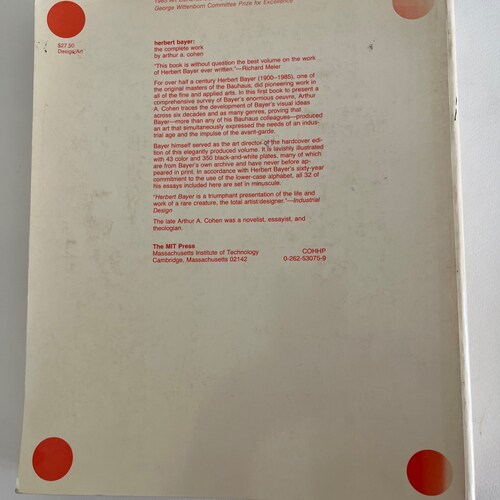 George Wittenborn Committee Prize for Excellence
$27.50
Design/Art
herbert bayer:
the complete work
by arthur a. cohen
"This book is without question the best volume on the work
of Herbert Bayer ever written."—Richard Meier
For over half a century Herbert Bayer (1900–1985), one of
the original masters of the Bauhaus, did pioneering work in
all of the fine and applied arts. In this first book to present a
comprehensive survey of Bayer's enormous oeuvre, Arthur
A. Cohen traces the development of Bayer's visual ideas
across six decades and as many genres, proving that
Bayer—more than any of his Bauhaus colleagues—produced
an art that simultaneously expressed the needs of an indus-
trial age and the impulse of the avant-garde.
Bayer himself served as the art director of the hardcover edi-
tion of this elegantly produced volume. It is lavishly illustrated
with 43 color and 350 black-and-white plates, many of which
are from Bayer's own archive and have never before ap-
peared in print. In accordance with Herbert Bayer's sixty-year
commitment to the use of the lower-case alphabet, all 32 of
his essays included here are set in minuscule.
"Herbert Bayer is a triumphant presentation of the life and
work of a rare creature, the total artist/designer."—Industrial
Design
The late Arthur A. Cohen was a novelist, essayist, and
theologian.
The MIT Press
Massachusetts Institute of Technology
Cambridge, Massachusetts 02142
COHHP
0-262-53075-9